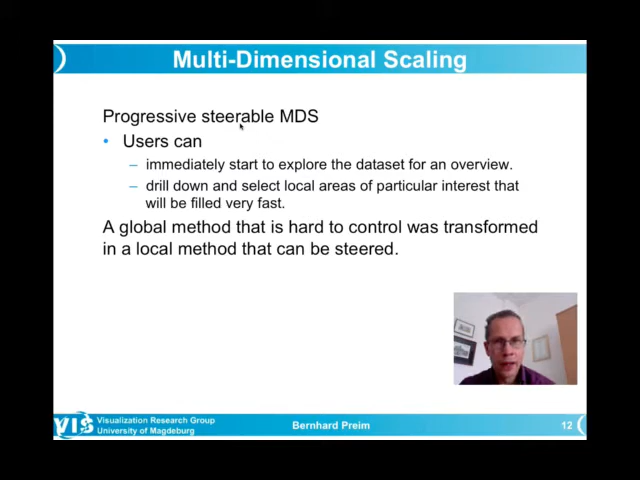 Multi-Dimensional Scaling
Progressive steerable MDS
• Users can
– immediately start to explore the dataset for an overview.
– drill down and select local areas of particular interest that
will be filled very fast.
A global method that is hard to control was transformed
in a local method that can be steered.
VIS
Visualization Research Group
University of Magdeburg
Bernhard Preim
12